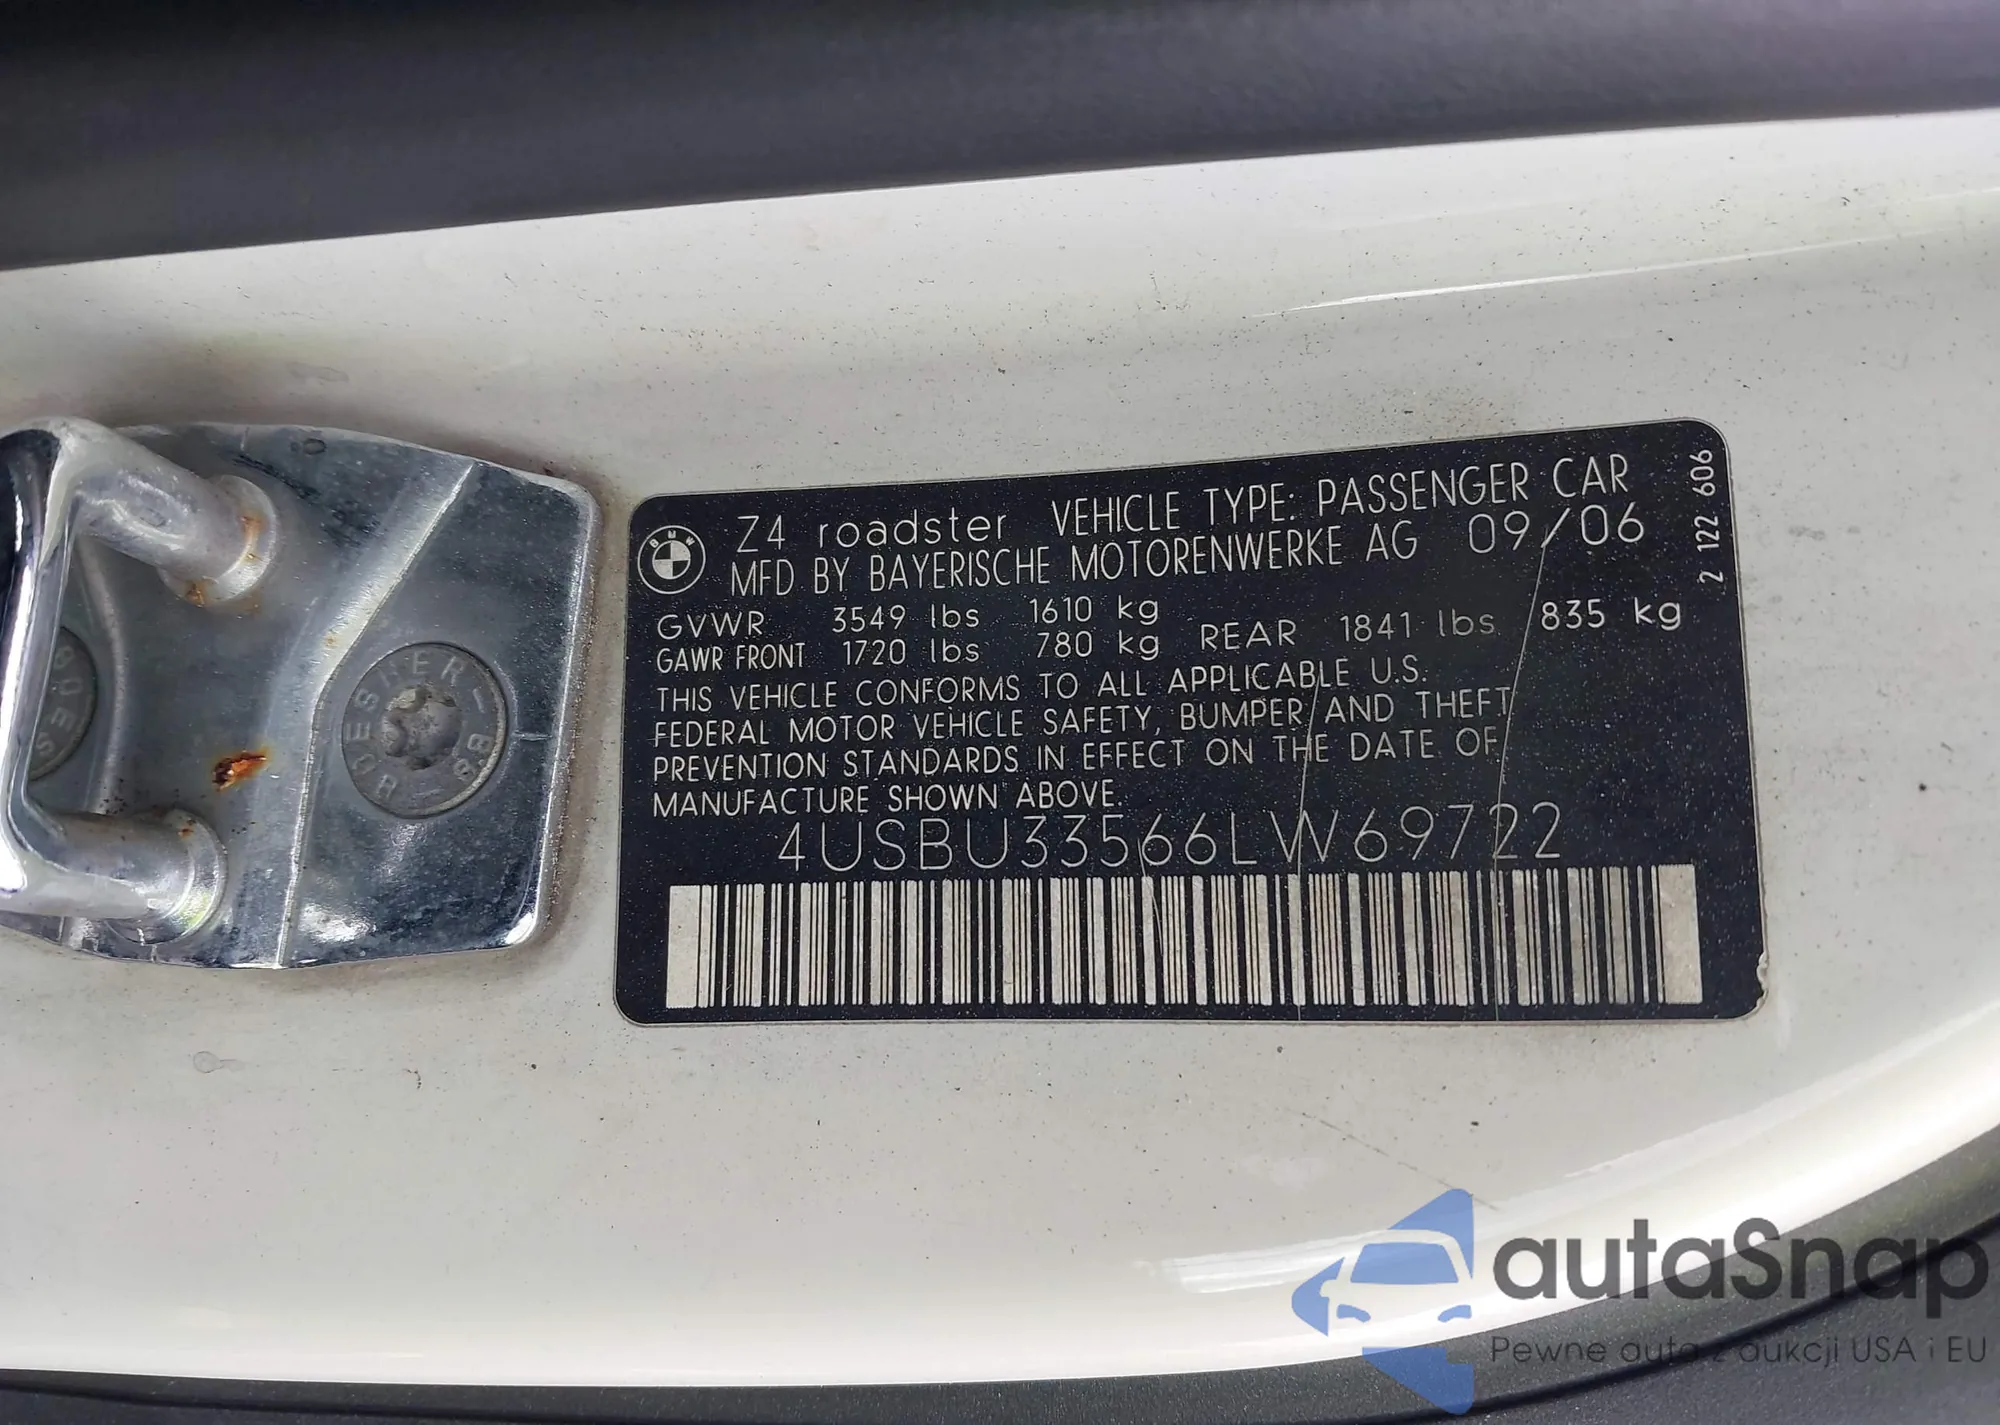 BMW
Z4 roadster VEHICLE TYPE: PASSENGER CAR
MFD BY BAYERISCHE MOTORENWERKE AG 09/06
GVWR 3549 lbs 1610 kg
GAWR FRONT 1720 lbs 780 kg REAR 1841 lbs 835 kg
THIS VEHICLE CONFORMS TO ALL APPLICABLE U.S.
FEDERAL MOTOR VEHICLE SAFETY, BUMPER, AND THEFT
PREVENTION STANDARDS IN EFFECT ON THE DATE OF
MANUFACTURE SHOWN ABOVE.
4USBU33566LW69722
2 122 606
autaSnap
Pewne auta z aukcji USA i EU